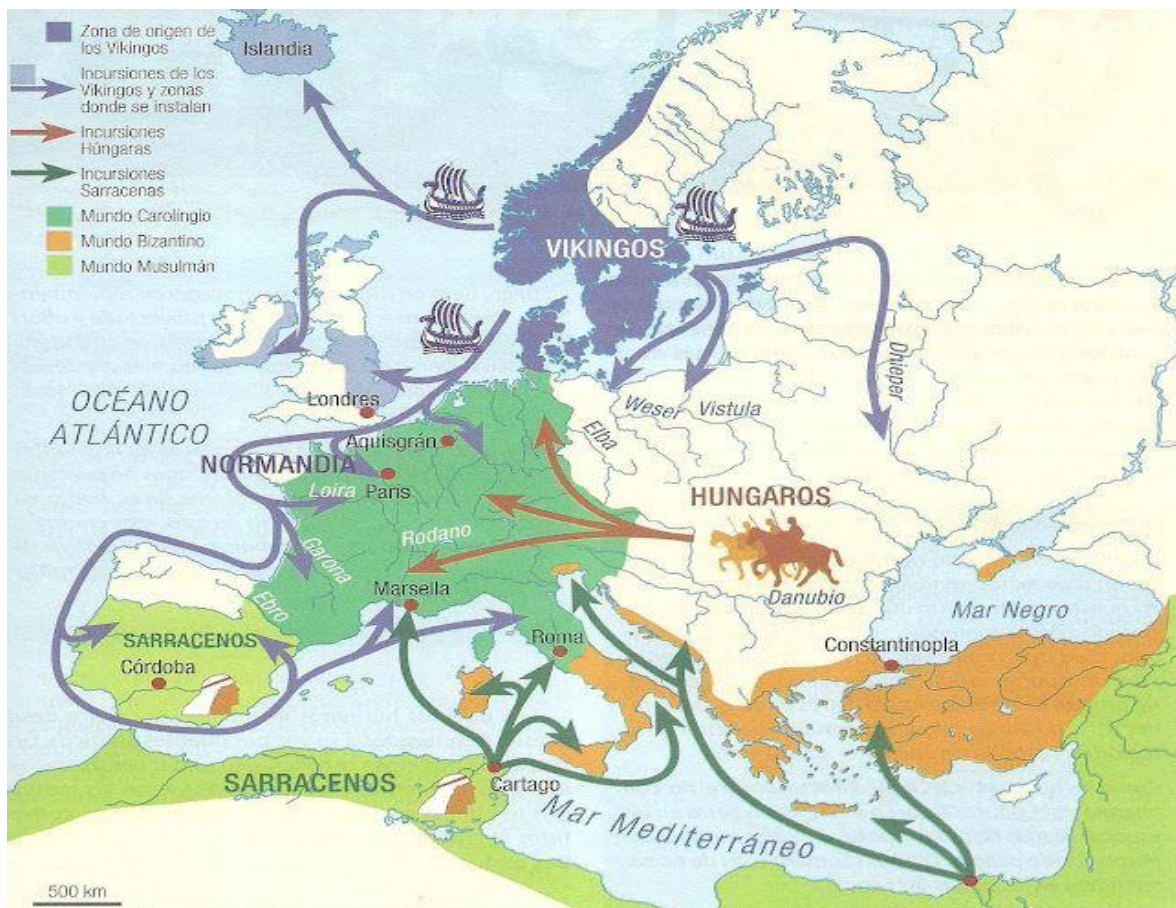 Zona de origen de
los Vikingos
Incursiones de los
Vikingos y zonas
donde se instalan
Incursiones
Húngaras
Incursiones
Sarracenas
Mundo Carolingio
Mundo Bizantino
Mundo Musulmán
Islandia
VIKINGOS
Dnieper
OCÉANO
ATLÁNTICO
Londres
Weser
Vistula
Elba
Aquisgrán
NORMANDIA
París
Loira
HUNGAROS
Rodano
Garona
Marsella
Danubio
Mar Negro
Ebro
SARRACENOS
Roma
Constantinopla
Córdoba
SARRACENOS
Cartago
Mar Mediterráneo
500 km